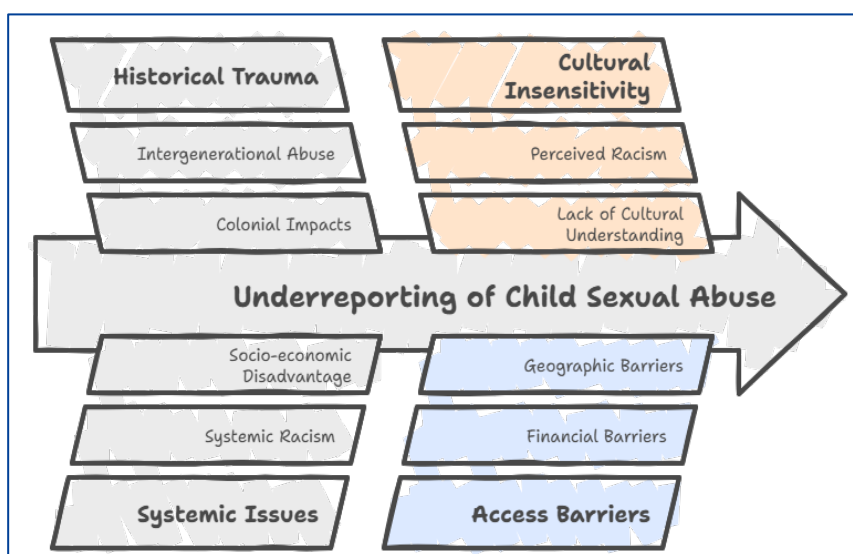 Historical Trauma
Intergenerational Abuse
Colonial Impacts
Cultural
Insensitivity
Perceived Racism
Lack of Cultural
Understanding
Underreporting of Child Sexual Abuse
Socio-economic
Disadvantage
Systemic Racism
Systemic Issues
Geographic Barriers
Financial Barriers
Access Barriers